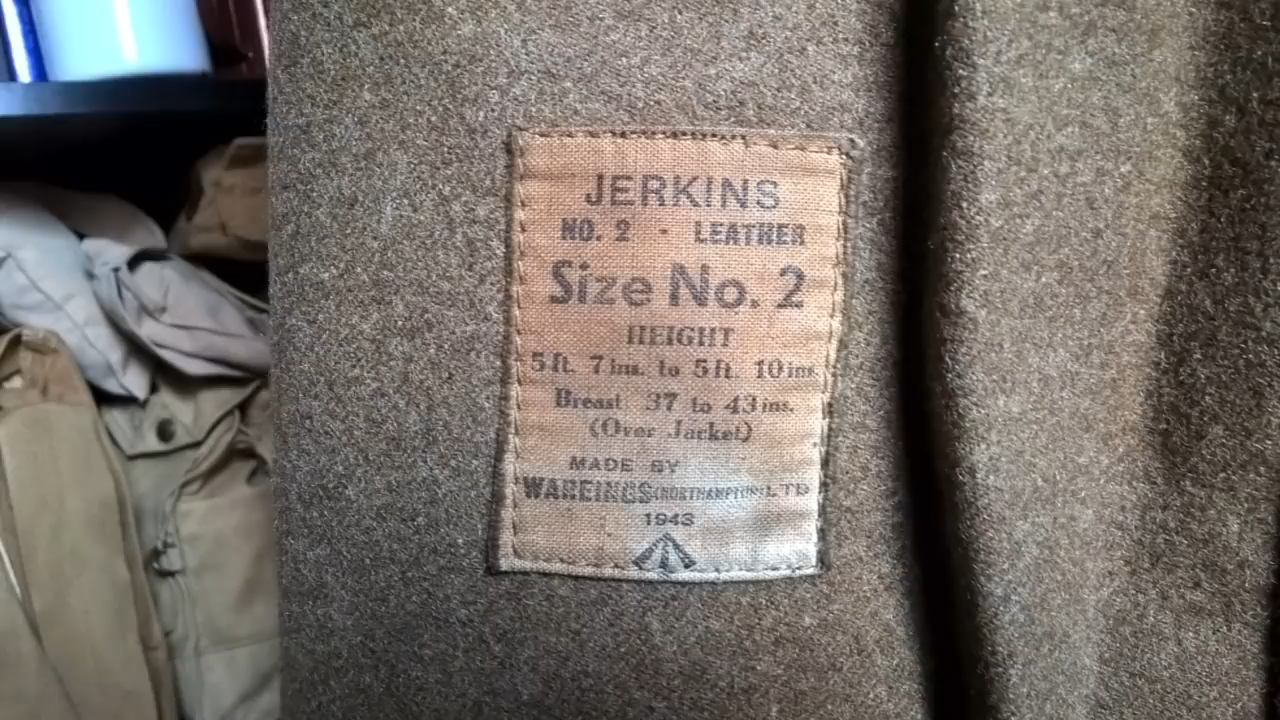 JERKINS
NO. 2 - LEATHER
Size No. 2
HEIGHT
5 ft. 7 ins. to 5 ft. 10 ins.
Breast 37 to 43 ins.
(Over Jacket)
MADE BY
WAREINGS (NORTHAMPTON) LTD
1943